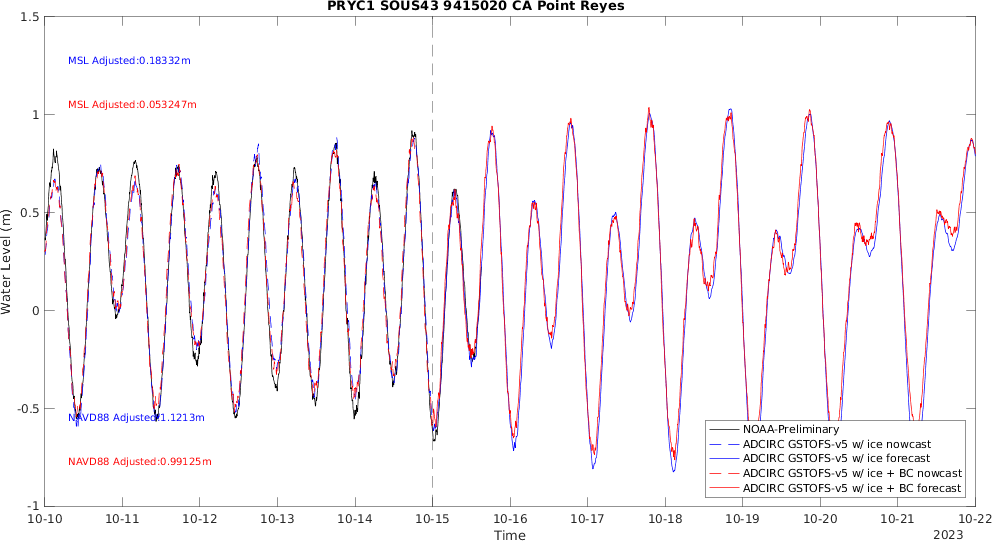 PRYC1 SOUS43 9415020 CA Point Reyes
1.5
1
0.5
0
-0.5
-1
Water Level (m)
MSL Adjusted:0.18332m
MSL Adjusted:0.053247m
NAVD88 Adjusted:1.1213m
NAVD88 Adjusted:0.99125m
NOAA-Preliminary
ADCIRC GSTOFS-v5 w/ ice nowcast
ADCIRC GSTOFS-v5 w/ ice forecast
ADCIRC GSTOFS-v5 w/ ice + BC nowcast
ADCIRC GSTOFS-v5 w/ ice + BC forecast
10-10 10-11 10-12 10-13 10-14 10-15 10-16 10-17 10-18 10-19 10-20 10-21 10-22
Time
2023